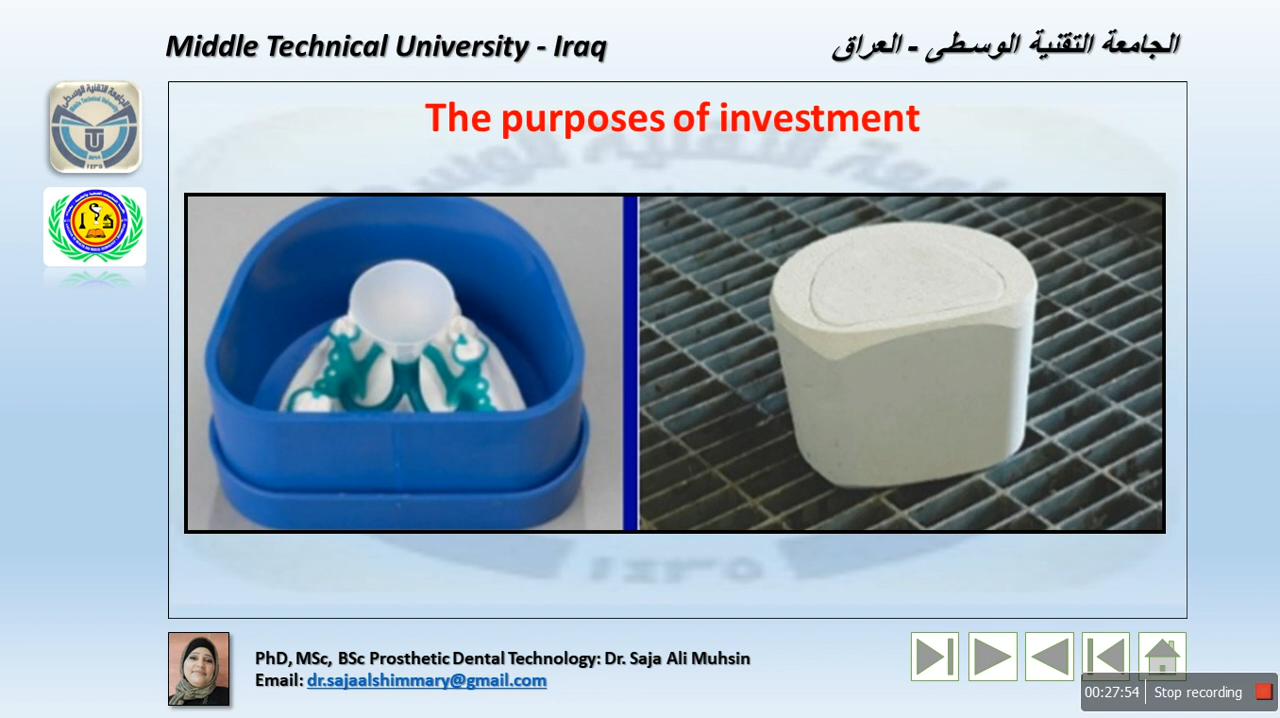 Middle Technical University - Iraq
الجامعة التقنية الوسطى - العراق
The purposes of investment
١٤٣٥
PhD, MSc, BSc Prosthetic Dental Technology: Dr. Saja Ali Muhsin
Email: dr.sajaalshimmary@gmail.com
00:27:54 Stop recording